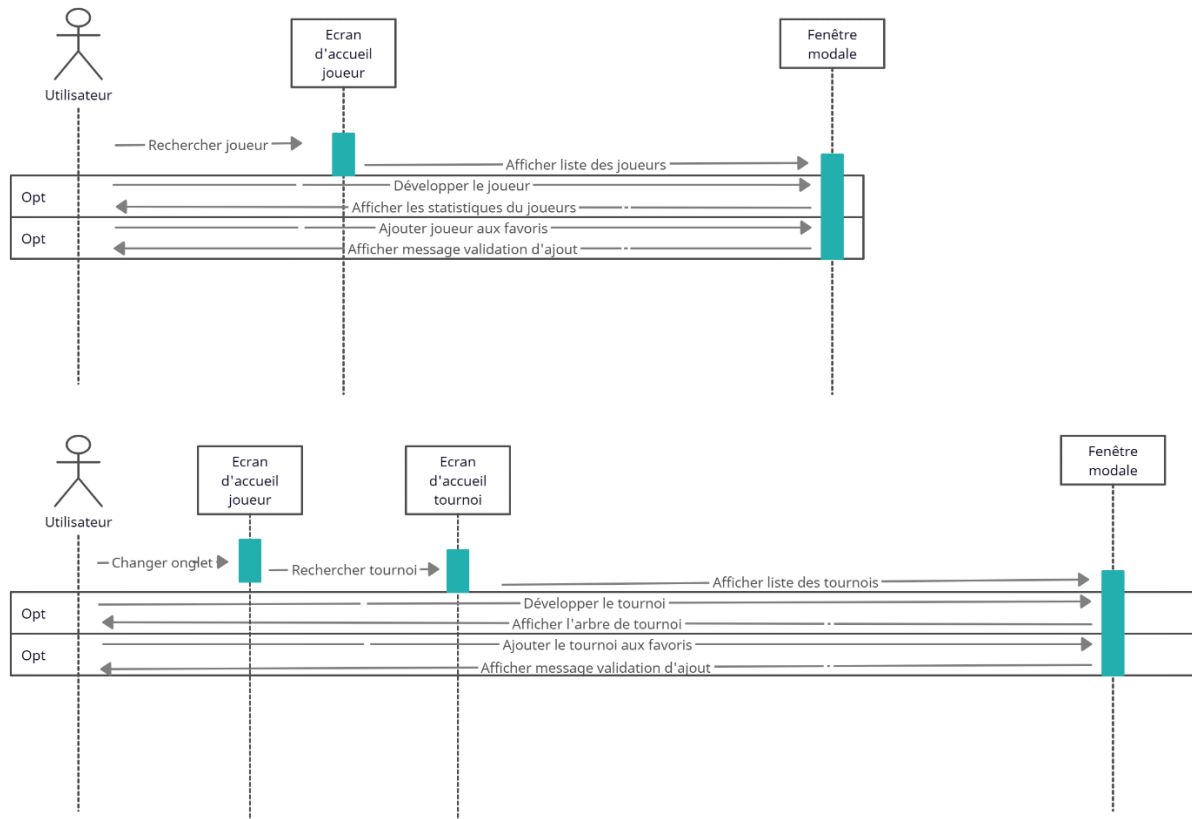 Ecran
d'accueil
joueur
Fenêtre
modale
Utilisateur
Rechercher joueur
Afficher liste des joueurs
Opt
Développer le joueur
Afficher les statistiques du joueurs
Opt
Ajouter joueur aux favoris
Afficher message validation d'ajout
Ecran
d'accueil
joueur
Ecran
d'accueil
tournoi
Fenêtre
modale
Utilisateur
Changer onglet
Rechercher tournoi
Afficher liste des tournois
Opt
Développer le tournoi
Afficher l'arbre de tournoi
Opt
Ajouter le tournoi aux favoris
Afficher message validation d'ajout